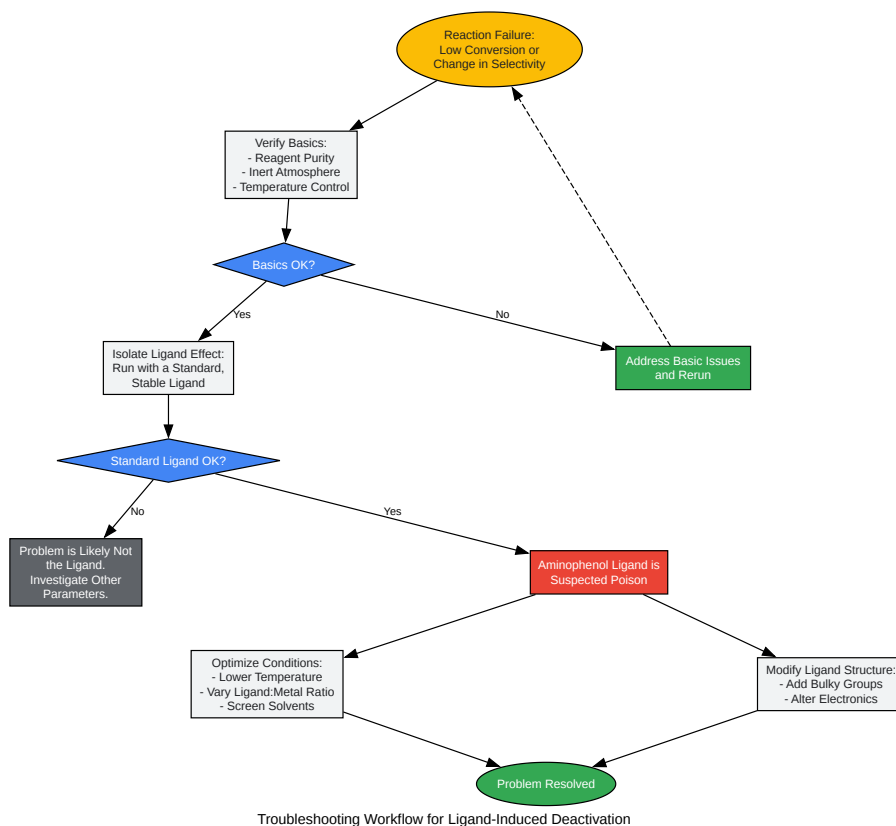 Reaction Failure:
Low Conversion or
Change in Selectivity
Verify Basics:
- Reagent Purity
- Inert Atmosphere
- Temperature Control
Basics OK?
Yes
No
Isolate Ligand Effect:
Run with a Standard,
Stable Ligand
Address Basic Issues
and Rerun
Standard Ligand OK?
No
Yes
Problem is Likely Not
the Ligand.
Investigate Other
Parameters.
Aminophenol Ligand is
Suspected Poison
Optimize Conditions:
- Lower Temperature
- Vary Ligand:Metal Ratio
- Screen Solvents
Modify Ligand Structure:
- Add Bulky Groups
- Alter Electronics
Problem Resolved
Troubleshooting Workflow for Ligand-Induced Deactivation